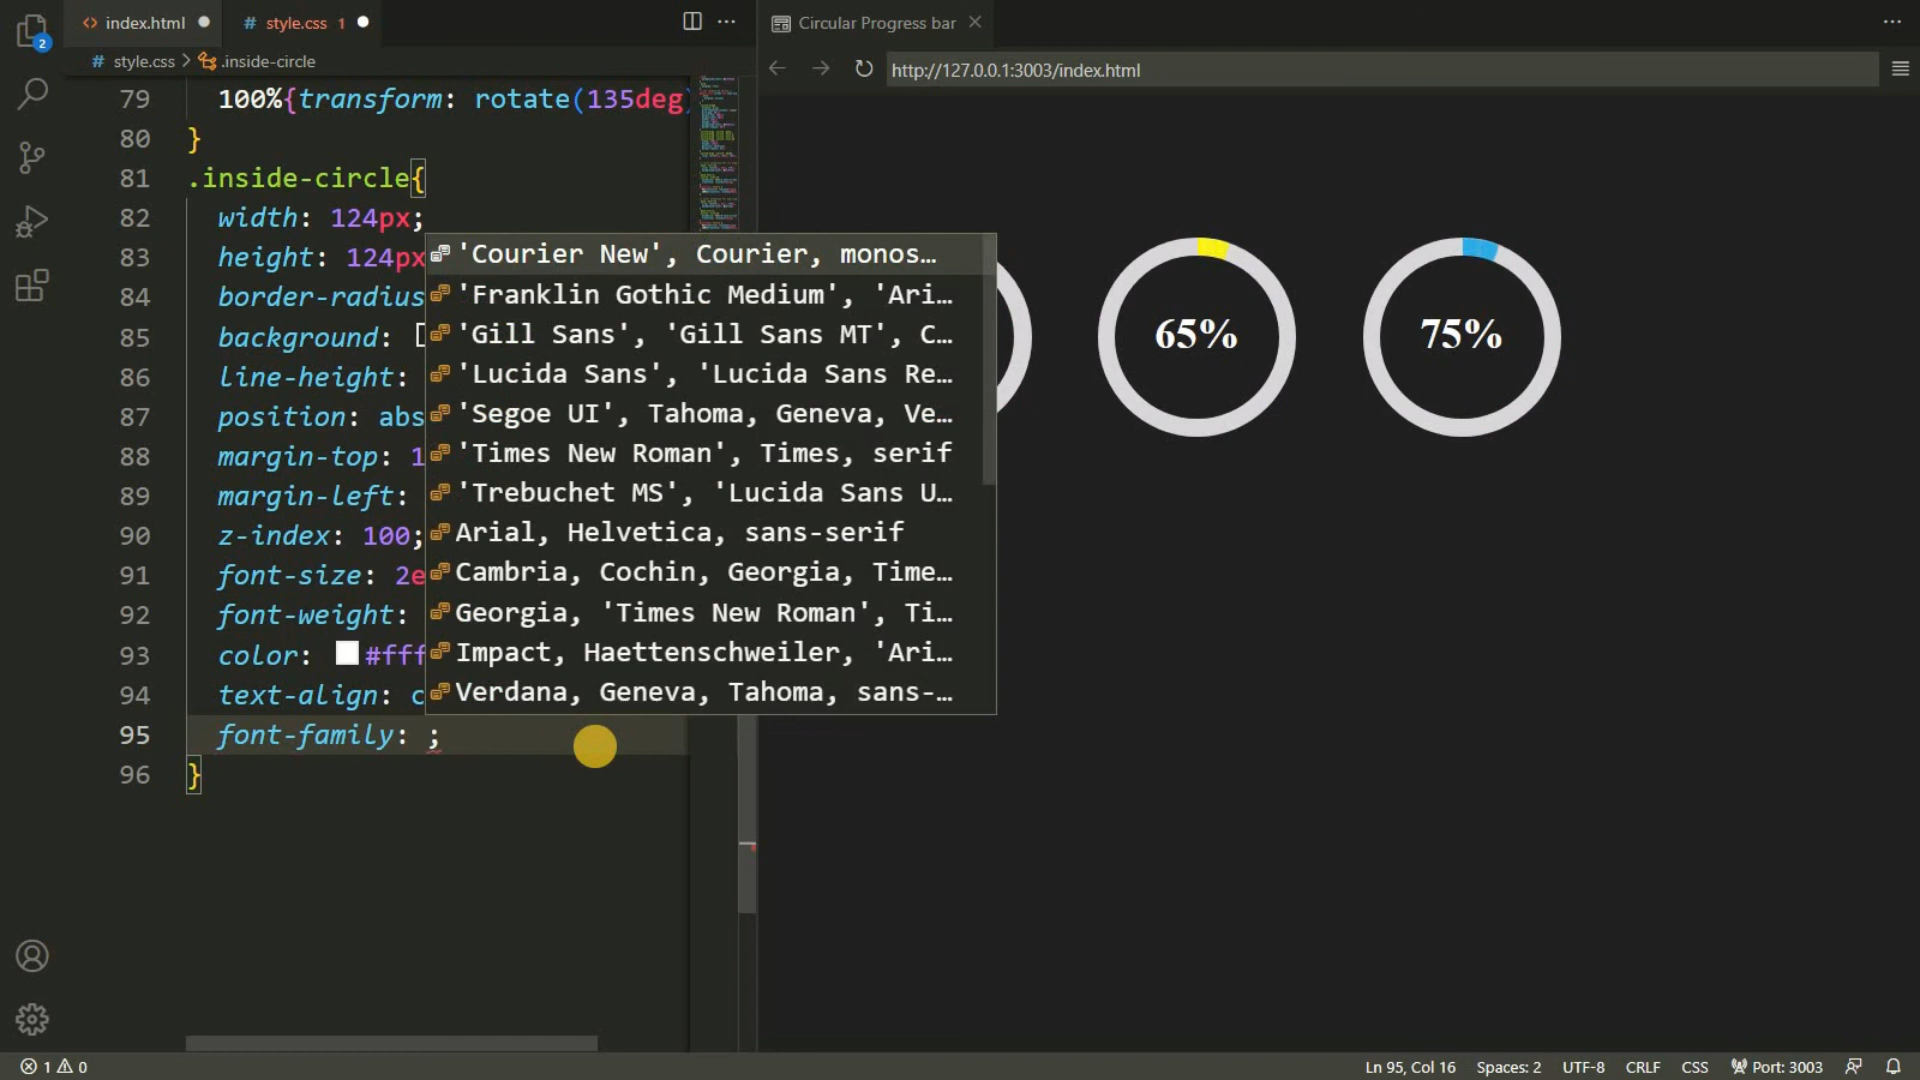 index.html
# style.css 1
# style.css > .inside-circle
79 100%{transform: rotate(135deg)
80 }
81 .inside-circle{
82 width: 124px;
83 height: 124px
84 border-radius
85 background:
86 line-height:
87 position: abs
88 margin-top: 1
89 margin-left:
90 z-index: 100;
91 font-size: 2e
92 font-weight:
93 color: #fff
94 text-align: c
95 font-family: ;
96 }
'Courier New', Courier, monos…
'Franklin Gothic Medium', 'Ari…
'Gill Sans', 'Gill Sans MT', C…
'Lucida Sans', 'Lucida Sans Re…
'Segoe UI', Tahoma, Geneva, Ve…
'Times New Roman', Times, serif
'Trebuchet MS', 'Lucida Sans U…
Arial, Helvetica, sans-serif
Cambria, Cochin, Georgia, Time…
Georgia, 'Times New Roman', Ti…
Impact, Haettenschweiler, 'Ari…
Verdana, Geneva, Tahoma, sans-…
Circular Progress bar
http://127.0.0.1:3003/index.html
65%
75%
2
1 0
Ln 95, Col 16 Spaces: 2 UTF-8 CRLF CSS Port: 3003